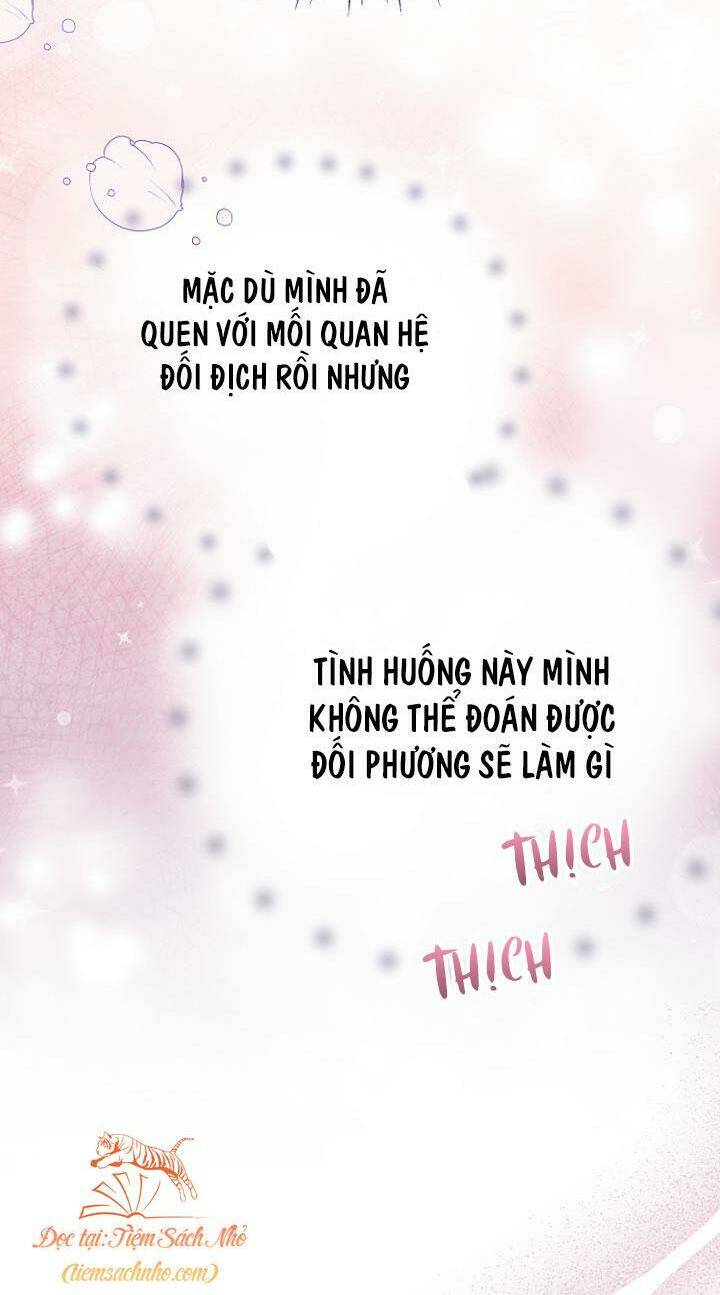 MẶC DÙ MÌNH ĐÃ
QUEN VỚI MỐI QUAN HỆ
ĐỐI ĐỊCH RỒI NHƯNG
TÌNH HUỐNG NÀY MÌNH
KHÔNG THỂ ĐOÁN ĐƯỢC
ĐỐI PHƯƠNG SẼ LÀM GÌ
THỊCH
THỊCH
Đọc tại: Tiệm Sách Nhỏ
(tiemsachnho.com)